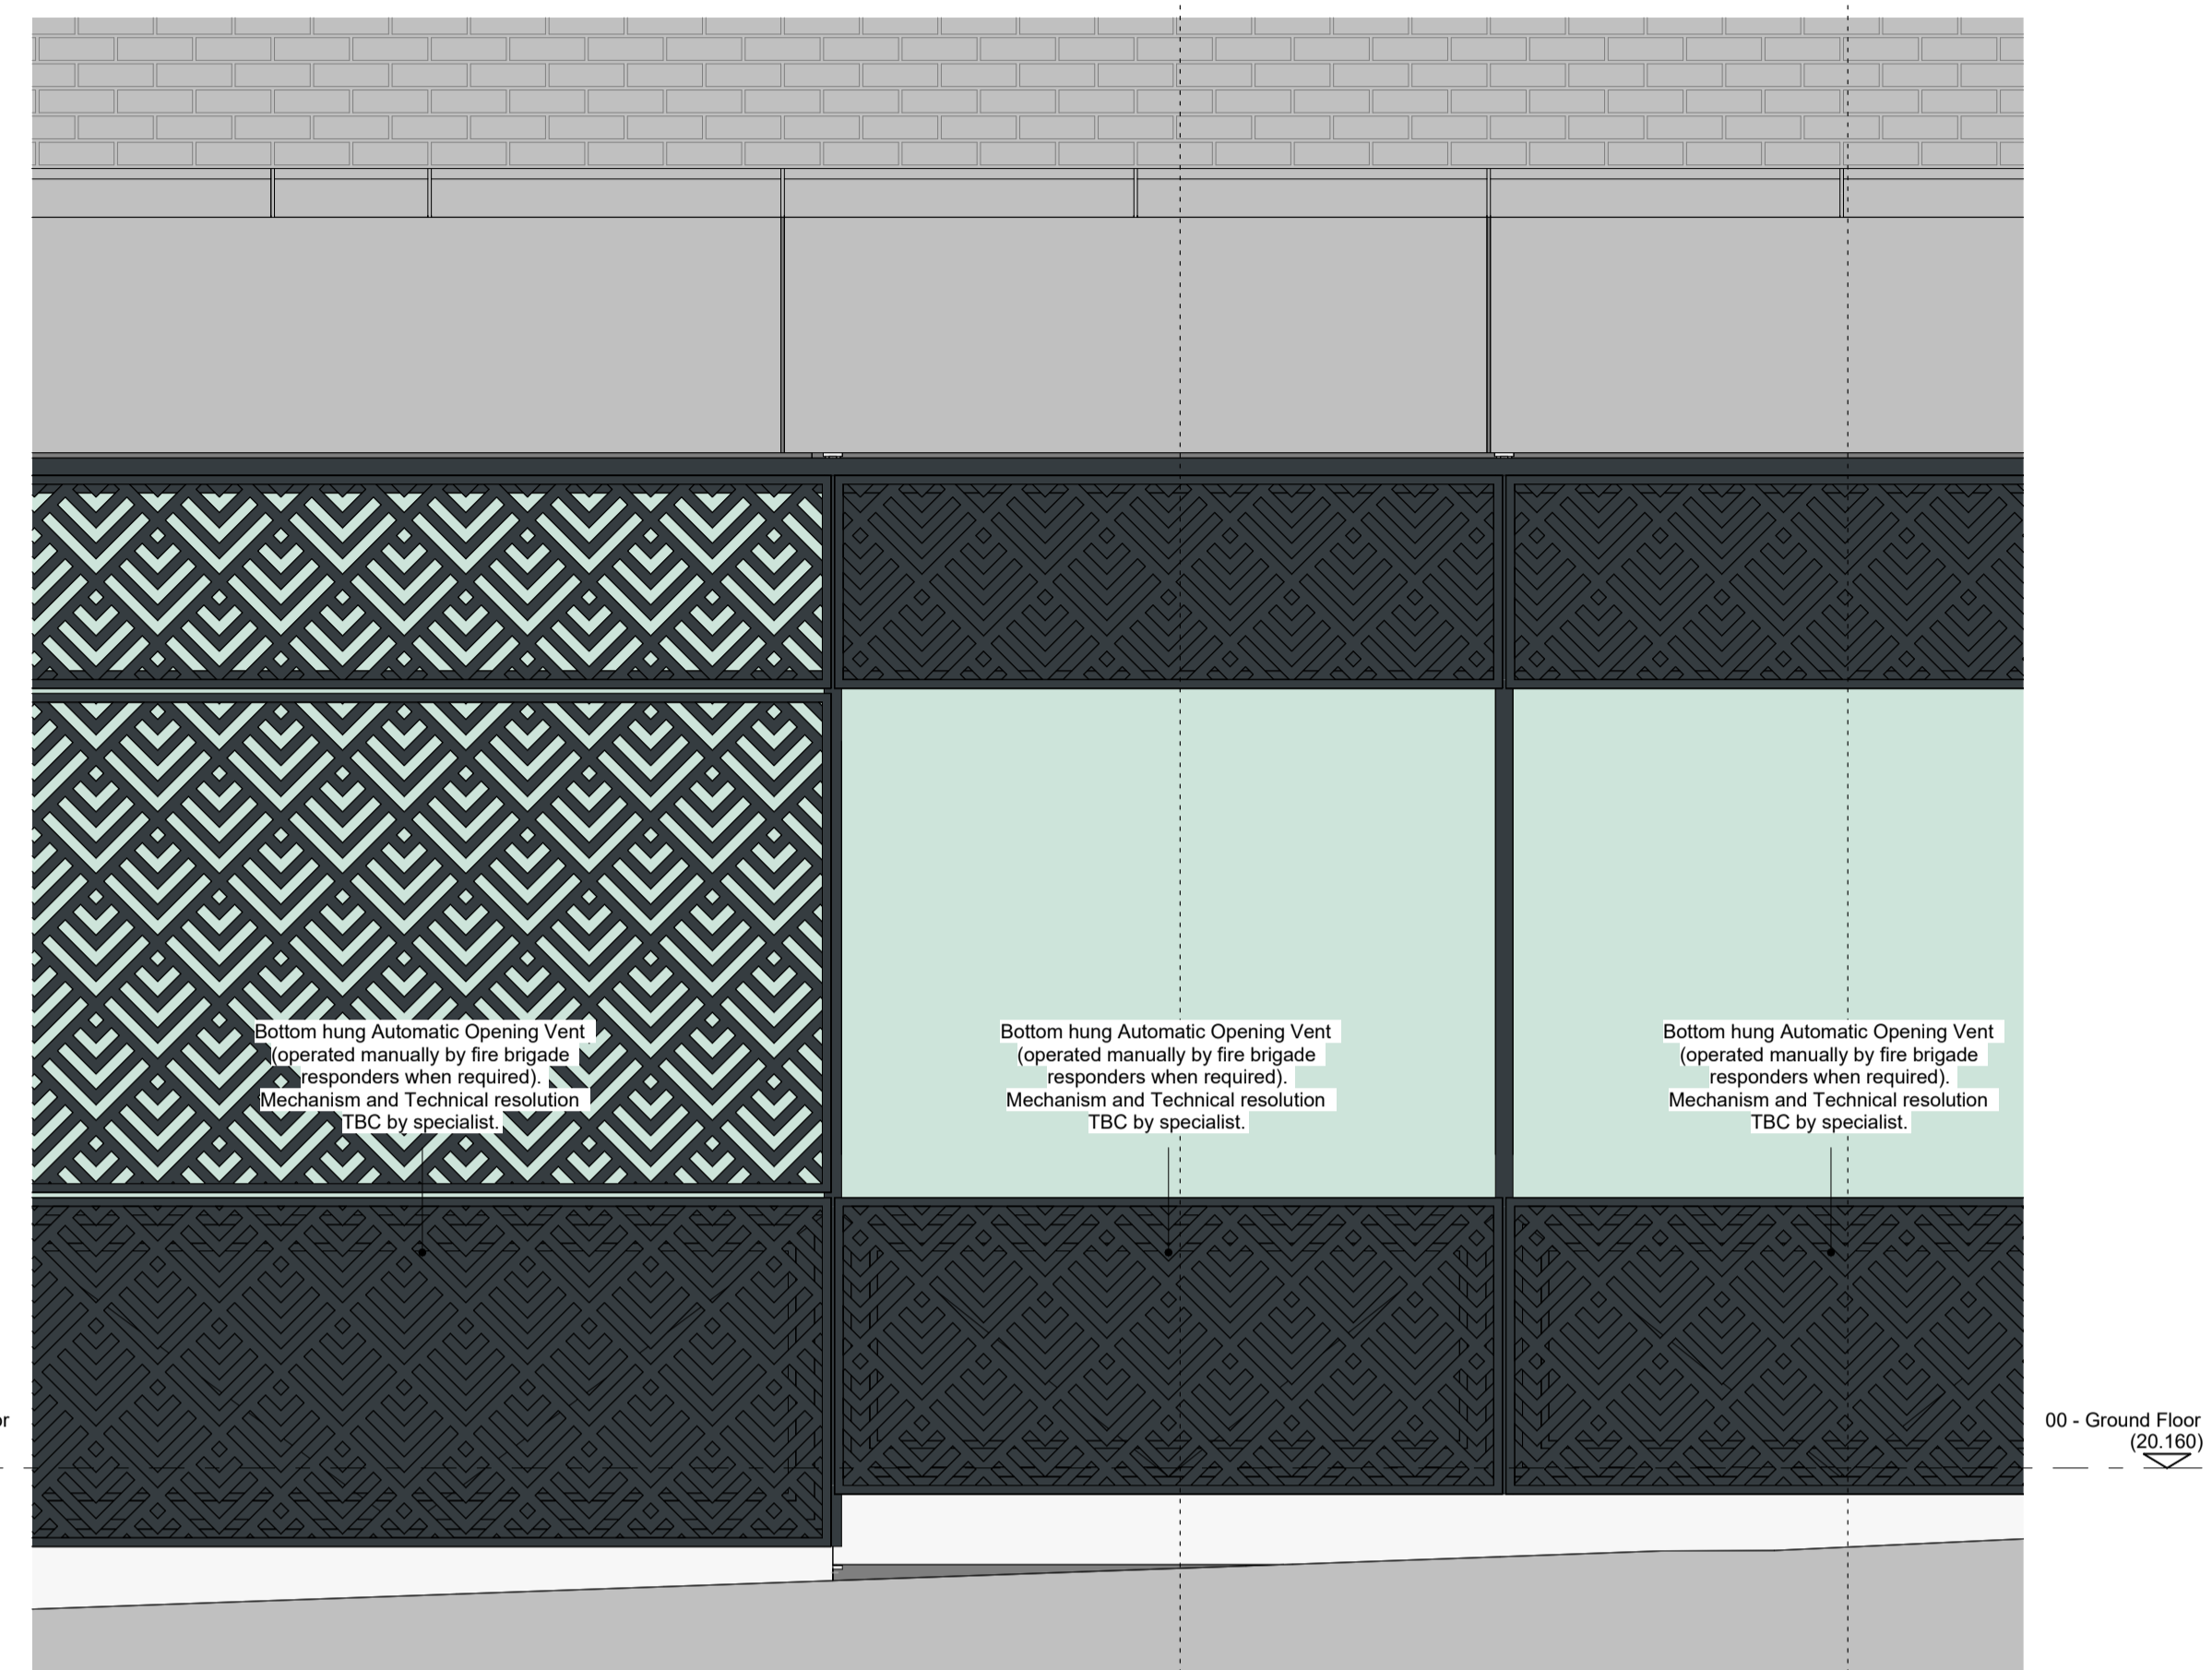 Bottom hung Automatic Opening Vent
(operated manually by fire brigade
responders when required).
Mechanism and Technical resolution
TBC by specialist.
Bottom hung Automatic Opening Vent
(operated manually by fire brigade
responders when required).
Mechanism and Technical resolution
TBC by specialist.
Bottom hung Automatic Opening Vent
(operated manually by fire brigade
responders when required).
Mechanism and Technical resolution
TBC by specialist.
or
00 - Ground Floor
(20.160)